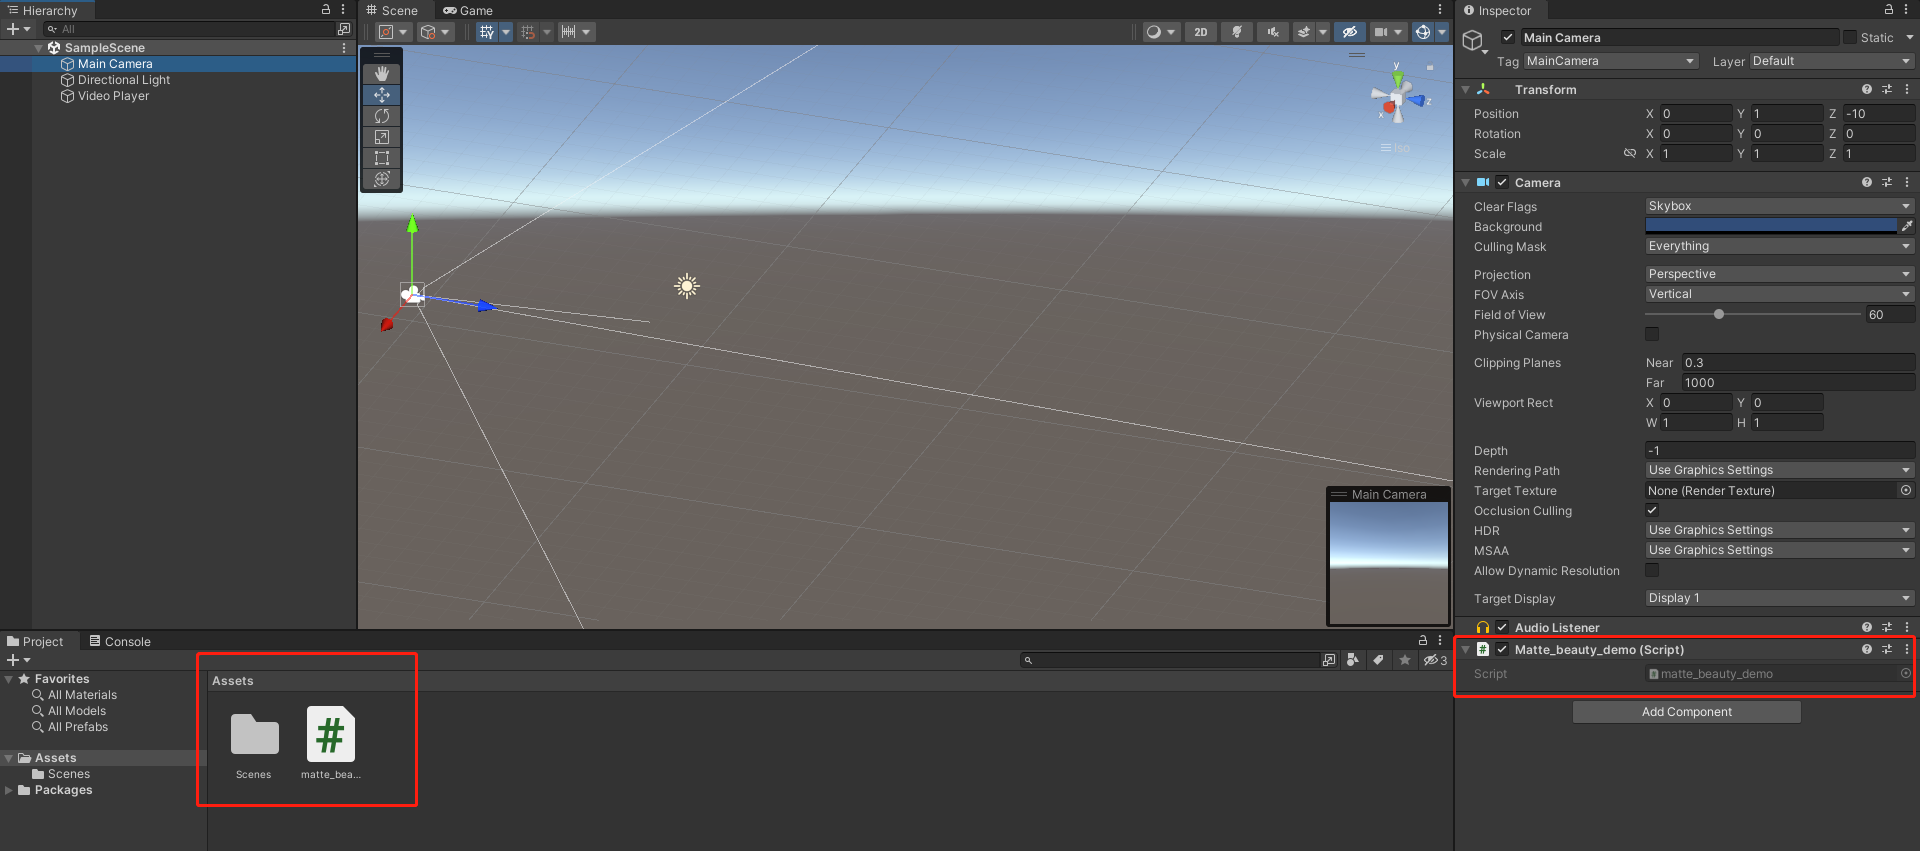 Hierarchy
All
SampleScene
Main Camera
Directional Light
Video Player
Scene
Game
2D
y
z
x
Iso
Main Camera
Inspector
Main Camera
Static
Tag MainCamera Layer Default
Transform
Position X 0 Y 1 Z -10
Rotation X 0 Y 0 Z 0
Scale X 1 Y 1 Z 1
Camera
Clear Flags Skybox
Background
Culling Mask Everything
Projection Perspective
FOV Axis Vertical
Field of View 60
Physical Camera
Clipping Planes Near 0.3
Far 1000
Viewport Rect X 0 Y 0
W 1 H 1
Depth -1
Rendering Path Use Graphics Settings
Target Texture None (Render Texture)
Occlusion Culling
HDR Use Graphics Settings
MSAA Use Graphics Settings
Allow Dynamic Resolution
Target Display Display 1
Audio Listener
# Matte_beauty_demo (Script)
Script matte_beauty_demo
Add Component
Project
Console
3
Favorites
All Materials
All Models
All Prefabs
Assets
Scenes
Packages
Assets
#
Scenes
matte_bea...